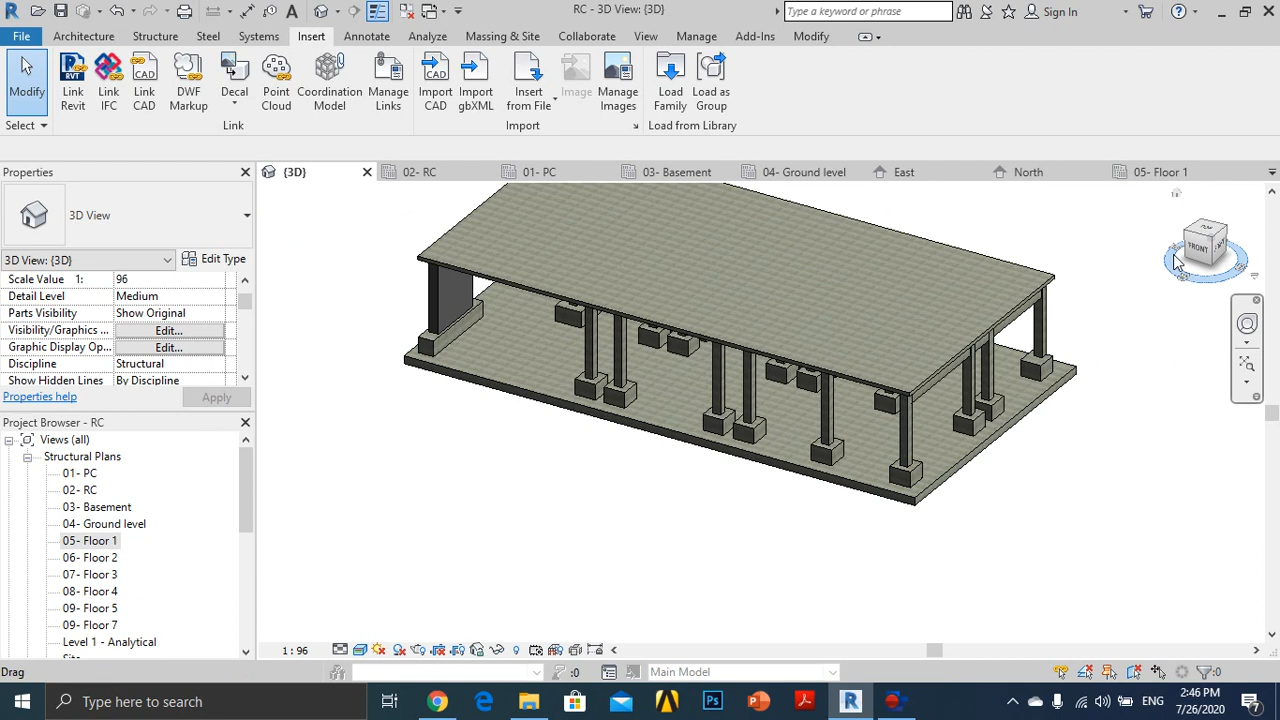 RC - 3D View: {3D}
Type a keyword or phrase
Sign In
File
Architecture
Structure
Steel
Systems
Insert
Annotate
Analyze
Massing & Site
Collaborate
View
Manage
Add-Ins
Modify
Modify
Link Revit
Link IFC
Link CAD
DWF Markup
Decal
Point Cloud
Coordination Model
Manage Links
Import CAD
Import gbXML
Insert from File
Image
Manage Images
Load Family
Load as Group
Select
Link
Import
Load from Library
Properties
{3D}
02- RC
01- PC
03- Basement
04- Ground level
East
North
05- Floor 1
3D View
3D View: {3D}
Edit Type
Scale Value 1:
96
Detail Level
Medium
Parts Visibility
Show Original
Visibility/Graphics ...
Edit...
Graphic Display Op...
Edit...
Discipline
Structural
Show Hidden Lines
By Discipline
Properties help
Apply
Project Browser - RC
Views (all)
Structural Plans
01- PC
02- RC
03- Basement
04- Ground level
05- Floor 1
06- Floor 2
07- Floor 3
08- Floor 4
09- Floor 5
09- Floor 7
Level 1 - Analytical
FRONT
1 : 96
Drag
:0
Main Model
:0
Type here to search
ENG
2:46 PM
7/26/2020